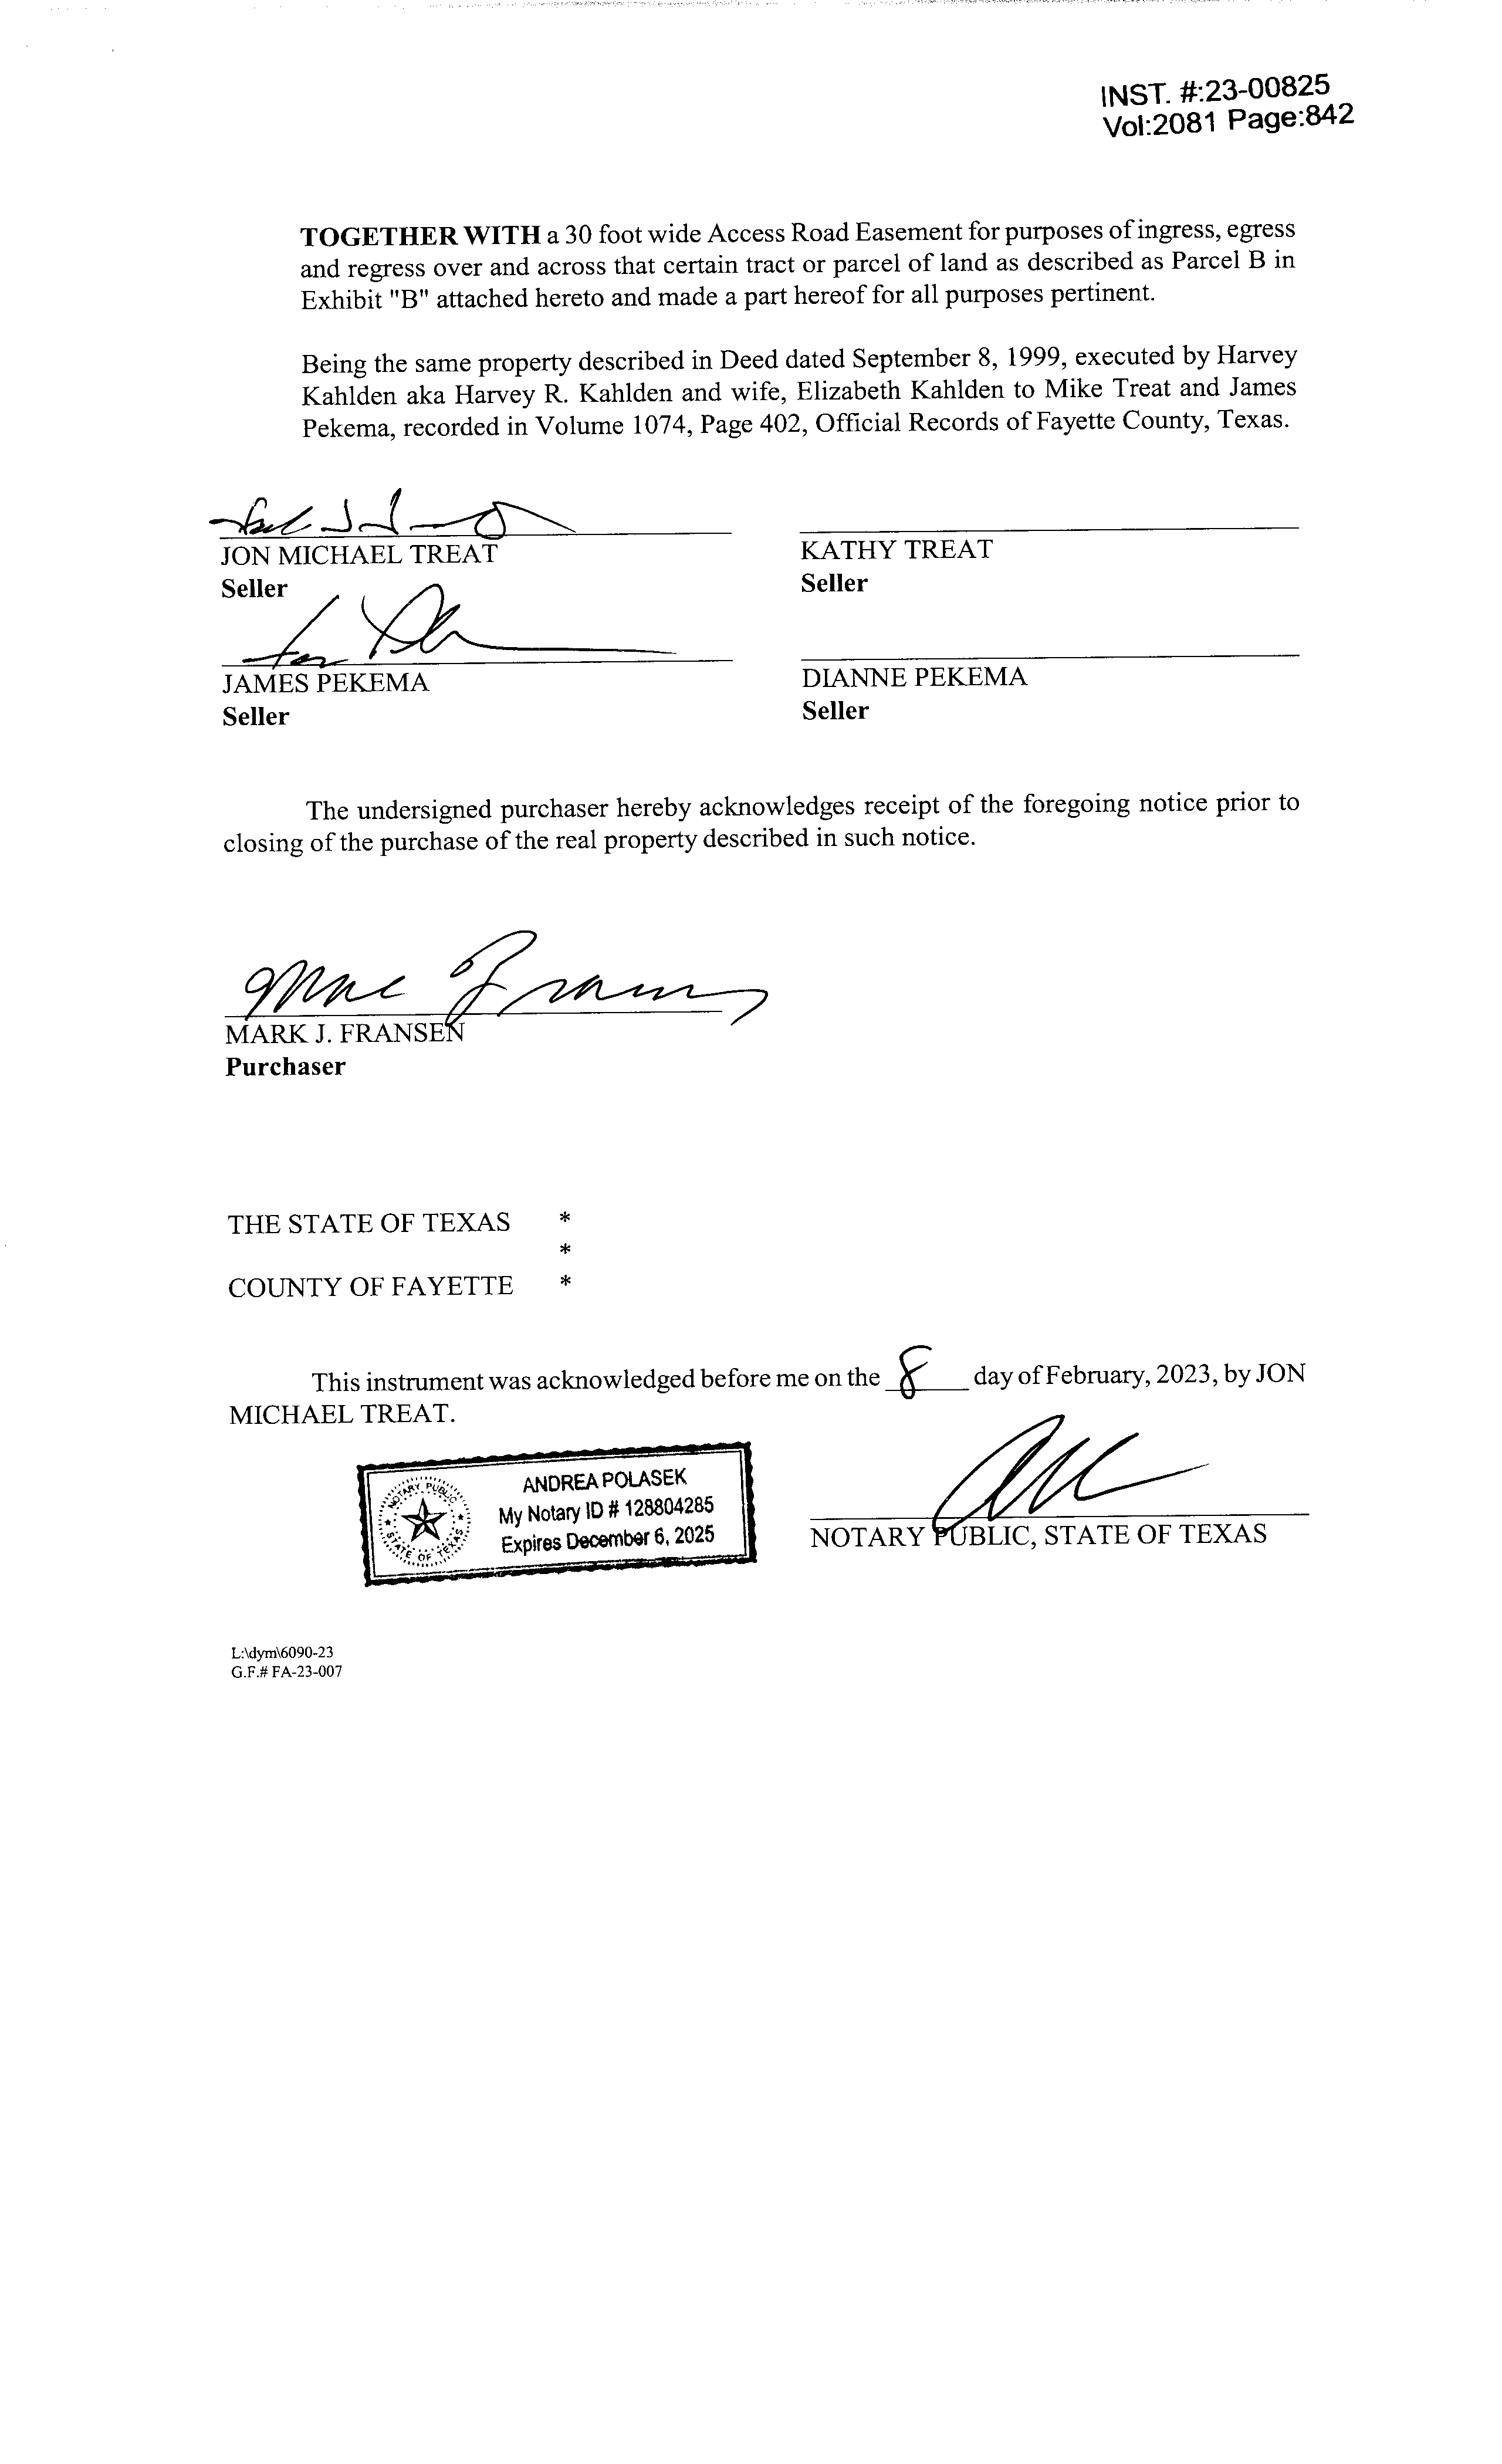 INST. #:23-00825
Vol:2081 Page:842
TOGETHER WITH a 30 foot wide Access Road Easement for purposes of ingress, egress
and regress over and across that certain tract or parcel of land as described as Parcel B in
Exhibit "B" attached hereto and made a part hereof for all purposes pertinent.
Being the same property described in Deed dated September 8, 1999, executed by Harvey
Kahlden aka Harvey R. Kahlden and wife, Elizabeth Kahlden to Mike Treat and James
Pekema, recorded in Volume 1074, Page 402, Official Records of Fayette County, Texas.
JON MICHAEL TREAT
Seller
KATHY TREAT
Seller
JAMES PEKEMA
Seller
DIANNE PEKEMA
Seller
The undersigned purchaser hereby acknowledges receipt of the foregoing notice prior to
closing of the purchase of the real property described in such notice.
MARK J. FRANSEN
Purchaser
THE STATE OF TEXAS *
*
COUNTY OF FAYETTE *
This instrument was acknowledged before me on the 8 day of February, 2023, by JON
MICHAEL TREAT.
NOTARY PUBLIC
STATE OF TEXAS
ANDREA POLASEK
My Notary ID # 128804285
Expires December 6, 2025
NOTARY PUBLIC, STATE OF TEXAS
L:\dym\6090-23
G.F.# FA-23-007